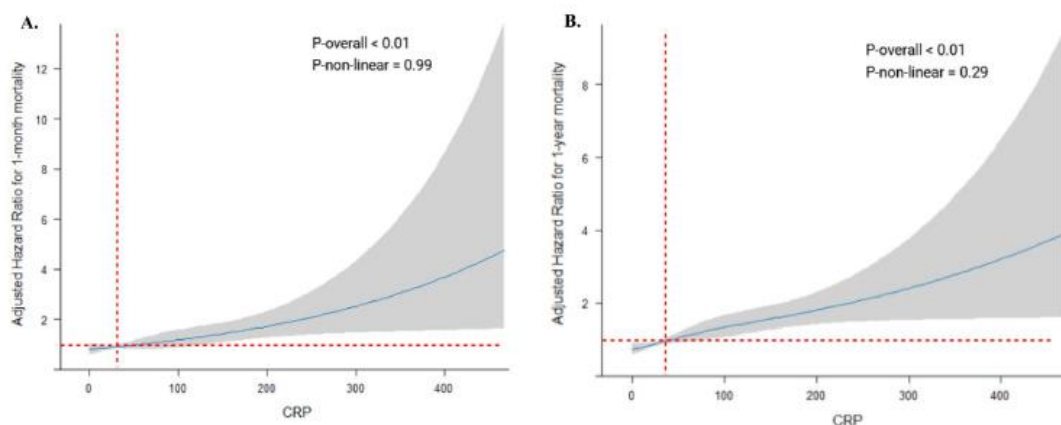 A.
P-overall < 0.01
P-non-linear = 0.99
Adjusted Hazard Ratio for 1-month mortality
12
10
8
6
4
2
0
100
200
300
400
CRP
B.
P-overall < 0.01
P-non-linear = 0.29
Adjusted Hazard Ratio for 1-year mortality
8
6
4
2
0
100
200
300
400
CRP